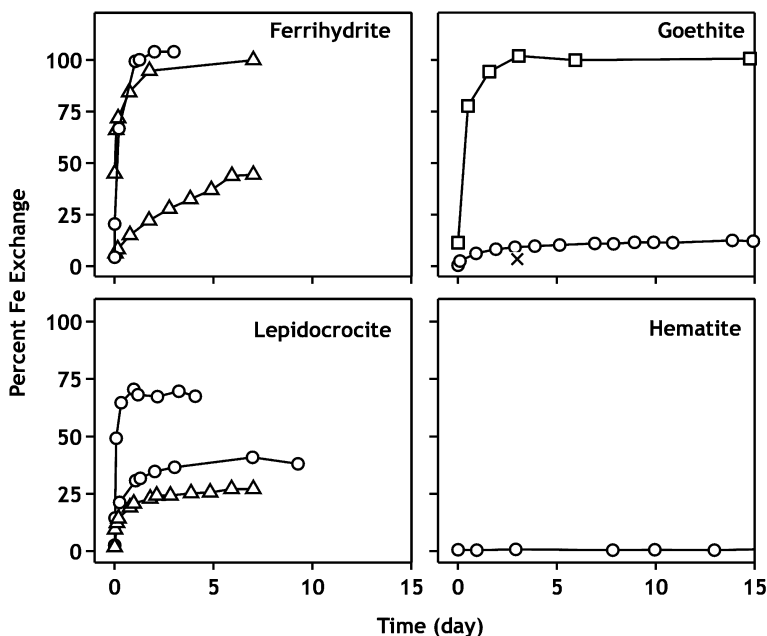 Ferrihydrite
Goethite
100
75
50
25
0
Percent Fe Exchange
Lepidocrocite
Hematite
100
75
50
25
0
0 5 10 15 0 5 10 15
Time (day)